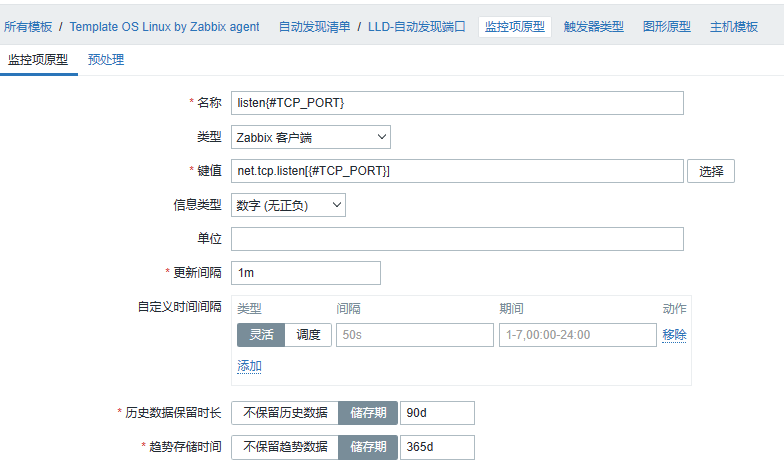 所有模板 / Template OS Linux by Zabbix agent 自动发现清单 / LLD-自动发现端口 监控项原型 触发器类型 图形原型 主机模板
监控项原型 预处理
* 名称 listen{#TCP_PORT}
类型 Zabbix 客户端
* 键值 net.tcp.listen[{#TCP_PORT}] 选择
信息类型 数字 (无正负)
单位
* 更新间隔 1m
自定义时间间隔 类型 间隔 期间 动作
灵活 调度 50s 1-7,00:00-24:00 移除
添加
* 历史数据保留时长 不保留历史数据 储存期 90d
* 趋势存储时间 不保留趋势数据 储存期 365d